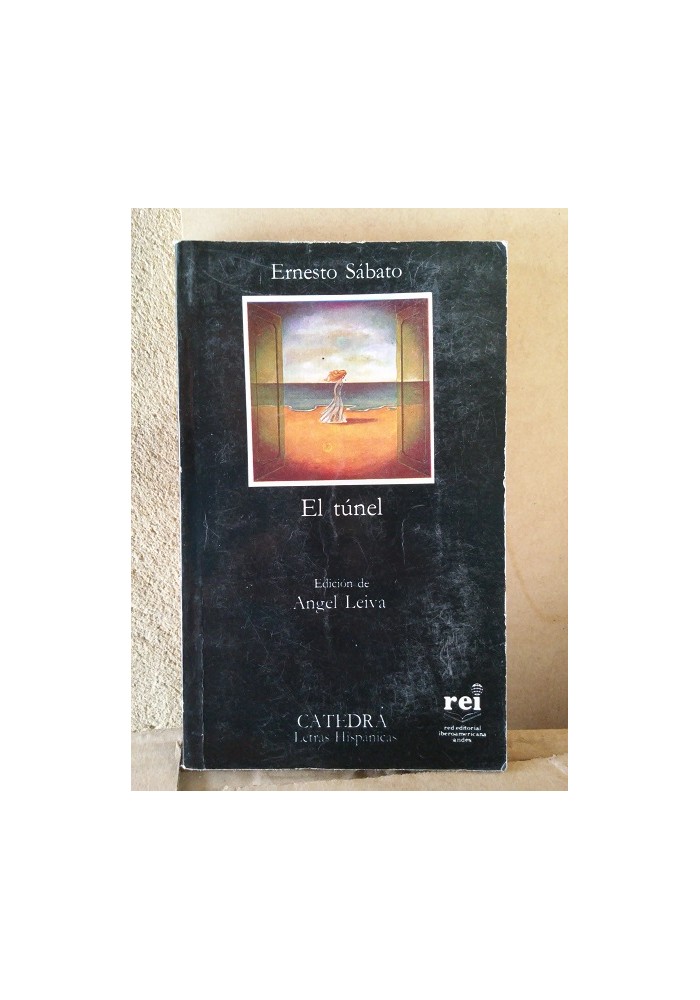 Ernesto Sábato
El túnel
Edición de
Angel Leiva
CATEDRA
Letras Hispánicas
rei
red editorial
iberoamericana
andes